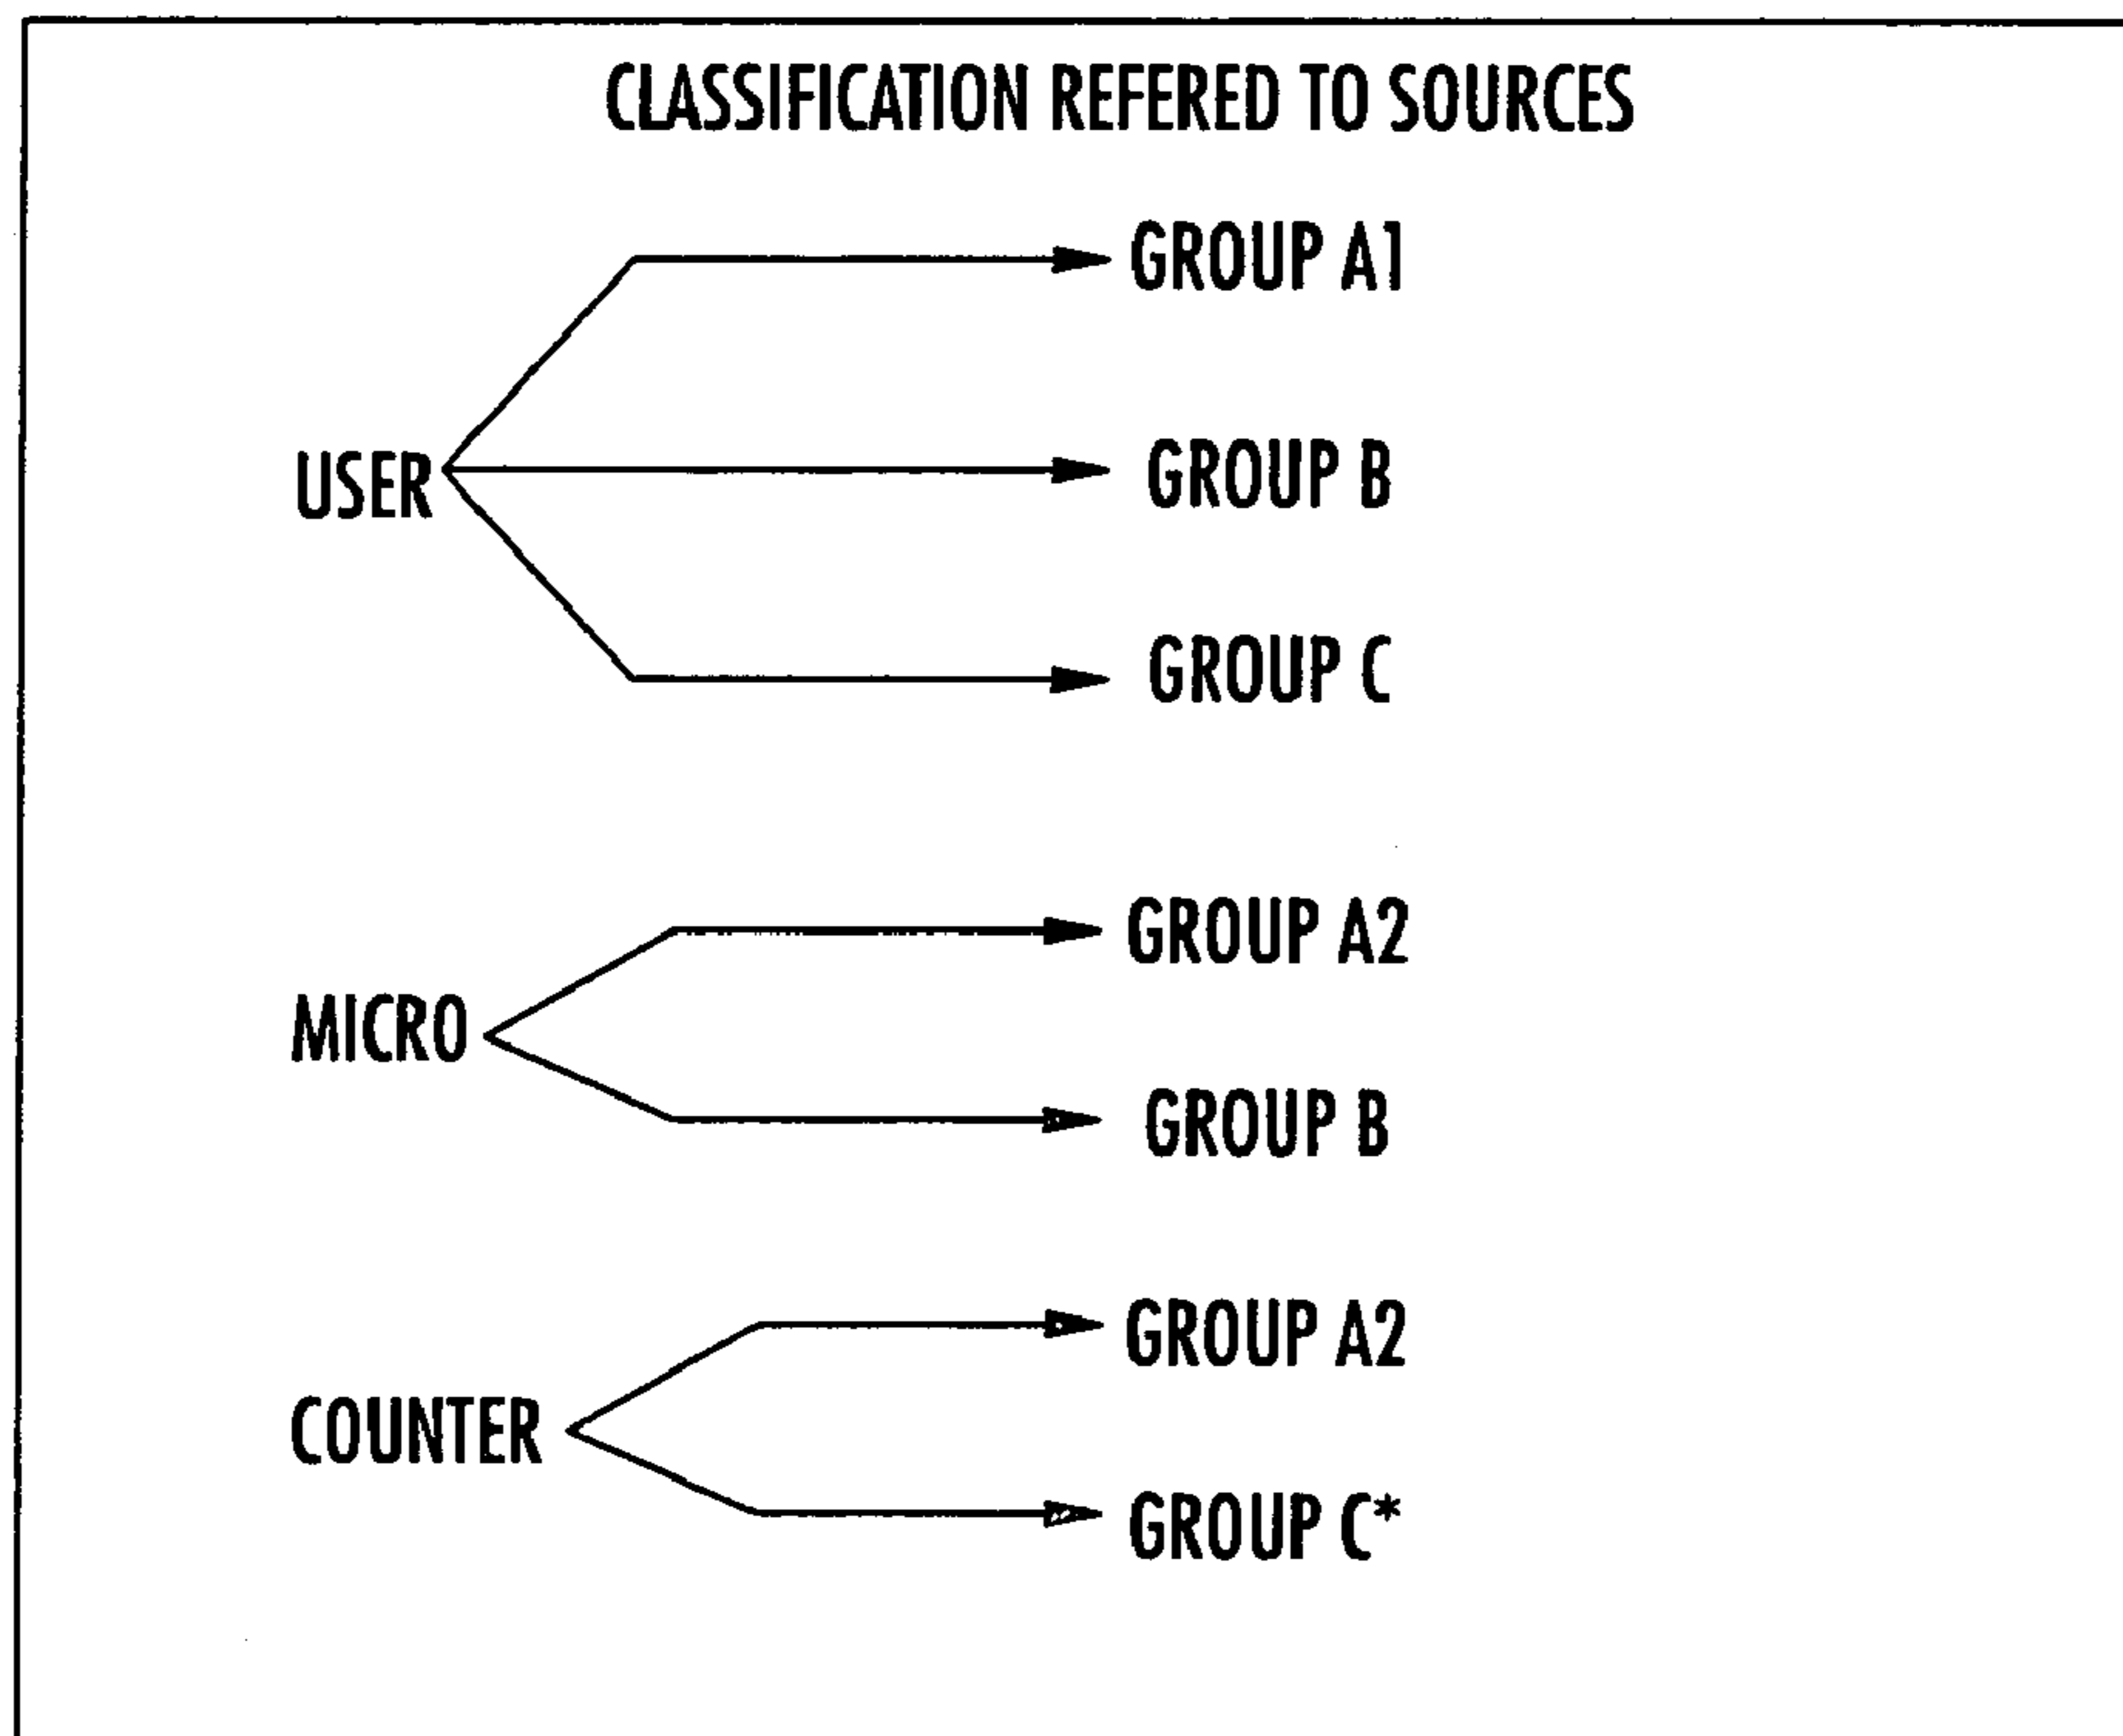 CLASSIFICATION REFERED TO SOURCES
GROUP A1
USER
GROUP B
GROUP C
GROUP A2
MICRO
GROUP B
GROUP A2
COUNTER
GROUP C*